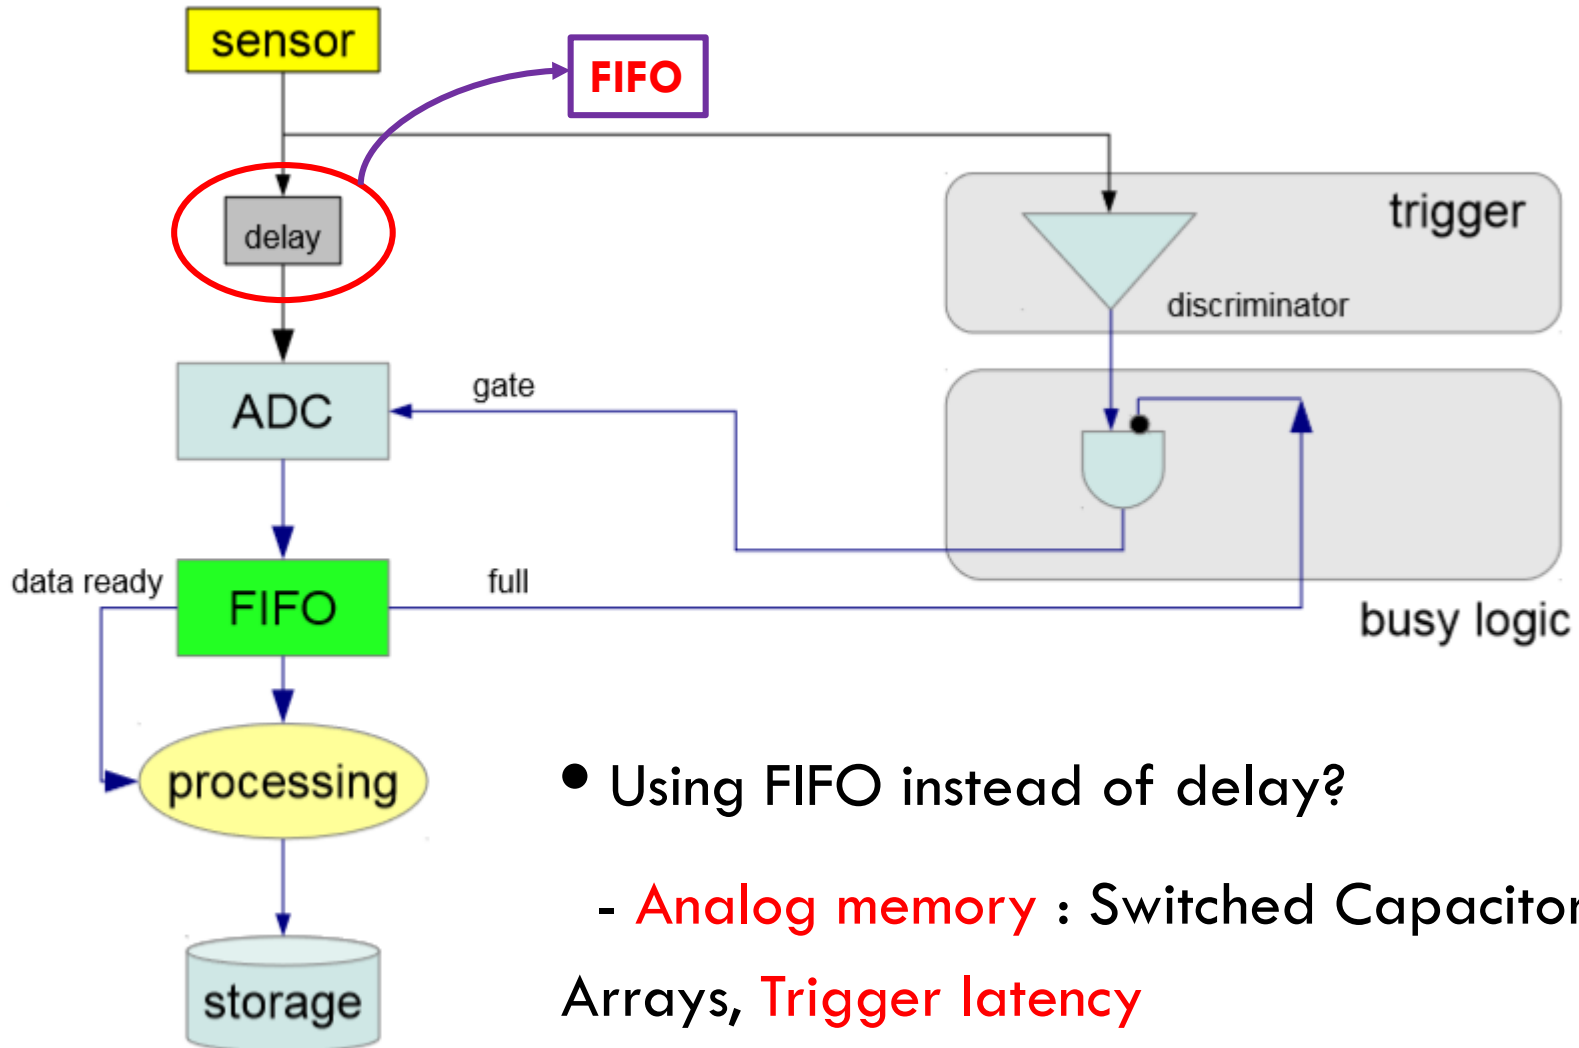 sensor
FIFO
delay
trigger
discriminator
ADC
gate
data ready
FIFO
full
busy logic
processing
storage
• Using FIFO instead of delay?
- Analog memory : Switched Capacitor
Arrays, Trigger latency